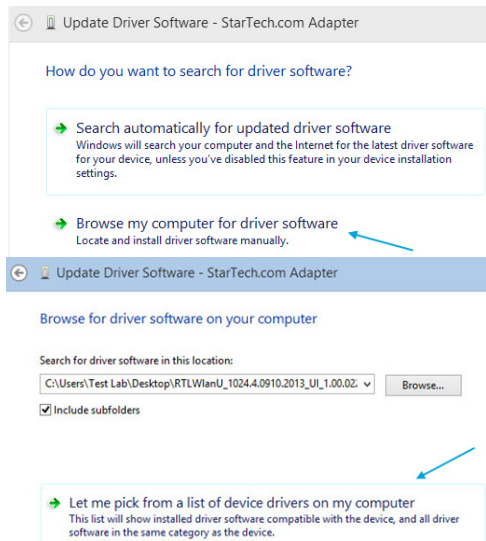 Update Driver Software - StarTech.com Adapter
How do you want to search for driver software?
Search automatically for updated driver software
Windows will search your computer and the Internet for the latest driver software
for your device, unless you've disabled this feature in your device installation
settings.
Browse my computer for driver software
Locate and install driver software manually.
Update Driver Software - StarTech.com Adapter
Browse for driver software on your computer
Search for driver software in this location:
C:\Users\Test Lab\Desktop\RTLWlanU_1024.4.0910.2013_UI_1.00.02
Browse...
Include subfolders
Let me pick from a list of device drivers on my computer
This list will show installed driver software compatible with the device, and all driver
software in the same category as the device.